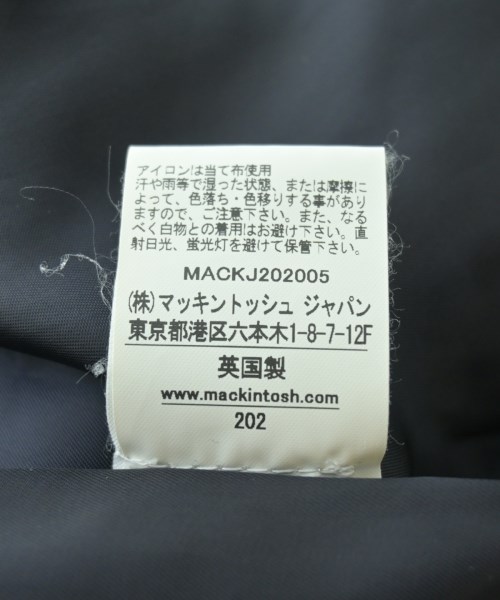 アイコンは当て布使用
汗や雨等で湿った状態、または摩擦に
よって、色落ち・色移りする事があり
ますので、ご注意下さい。また、なる
べく白物との着用はお避け下さい。直
射日光、蛍光灯を避けて保管下さい。
MACKJ202005
(株)マッキントッシュ ジャパン
東京都港区六本木1-8-7-12F
英国製
www.mackintosh.com
202